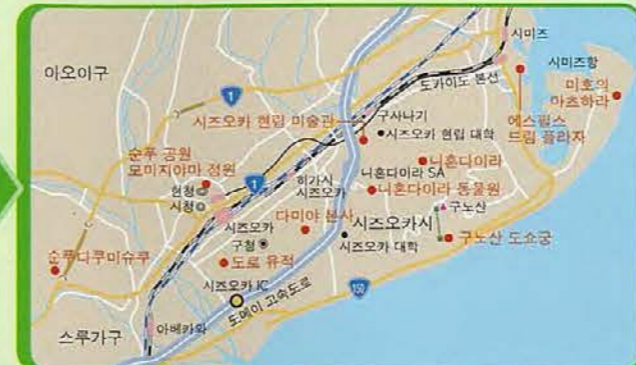 시미즈
아오이구
시미즈항
도카이도 본선
미호의
마츠하라
1
구사나기
에스펄스
드림 플라자
시즈오카 현립 미술관
시즈오카 현립 대학
순푸 공원
모미지야마 정원
니혼다이라
1
히가시
시즈오카
니혼다이라 SA
니혼다이라 동물원
현청
시청
다미야 본사
구노산
시즈오카
시즈오카시
구청
시즈오카 대학
구노산 도쇼궁
순푸다쿠미슈쿠
도로 유적
시즈오카 IC
도메이 고속도로
150
스루가구
아베카와